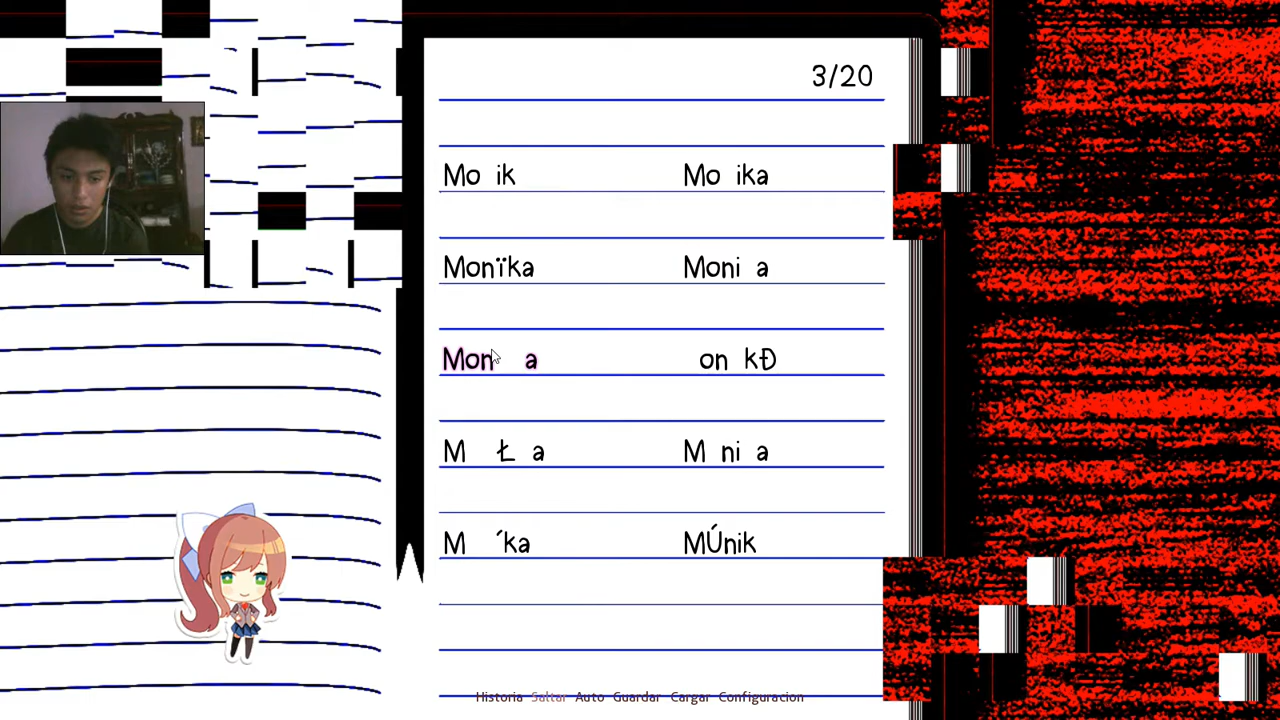 3/20
Mo ik Mo ika
Monïka Moni a
Mon a on kĐ
M Ł a M ni a
M ´ka MÚnik
Historia Saltar Auto Guardar Cargar Configuracion